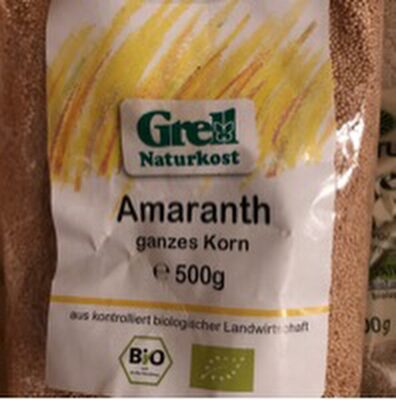 Grell
Naturkost
Amaranth
ganzes Korn
℮ 500g
aus kontrolliert biologischer Landwirtschaft
Bio